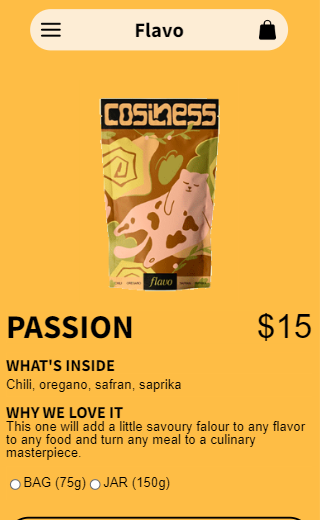 Flavo
cosiness
flavo
PASSION
$15
WHAT'S INSIDE
Chili, oregano, safran, saprika
WHY WE LOVE IT
This one will add a little savoury falour to any flavor
to any food and turn any meal to a culinary
masterpiece.
BAG (75g) JAR (150g)